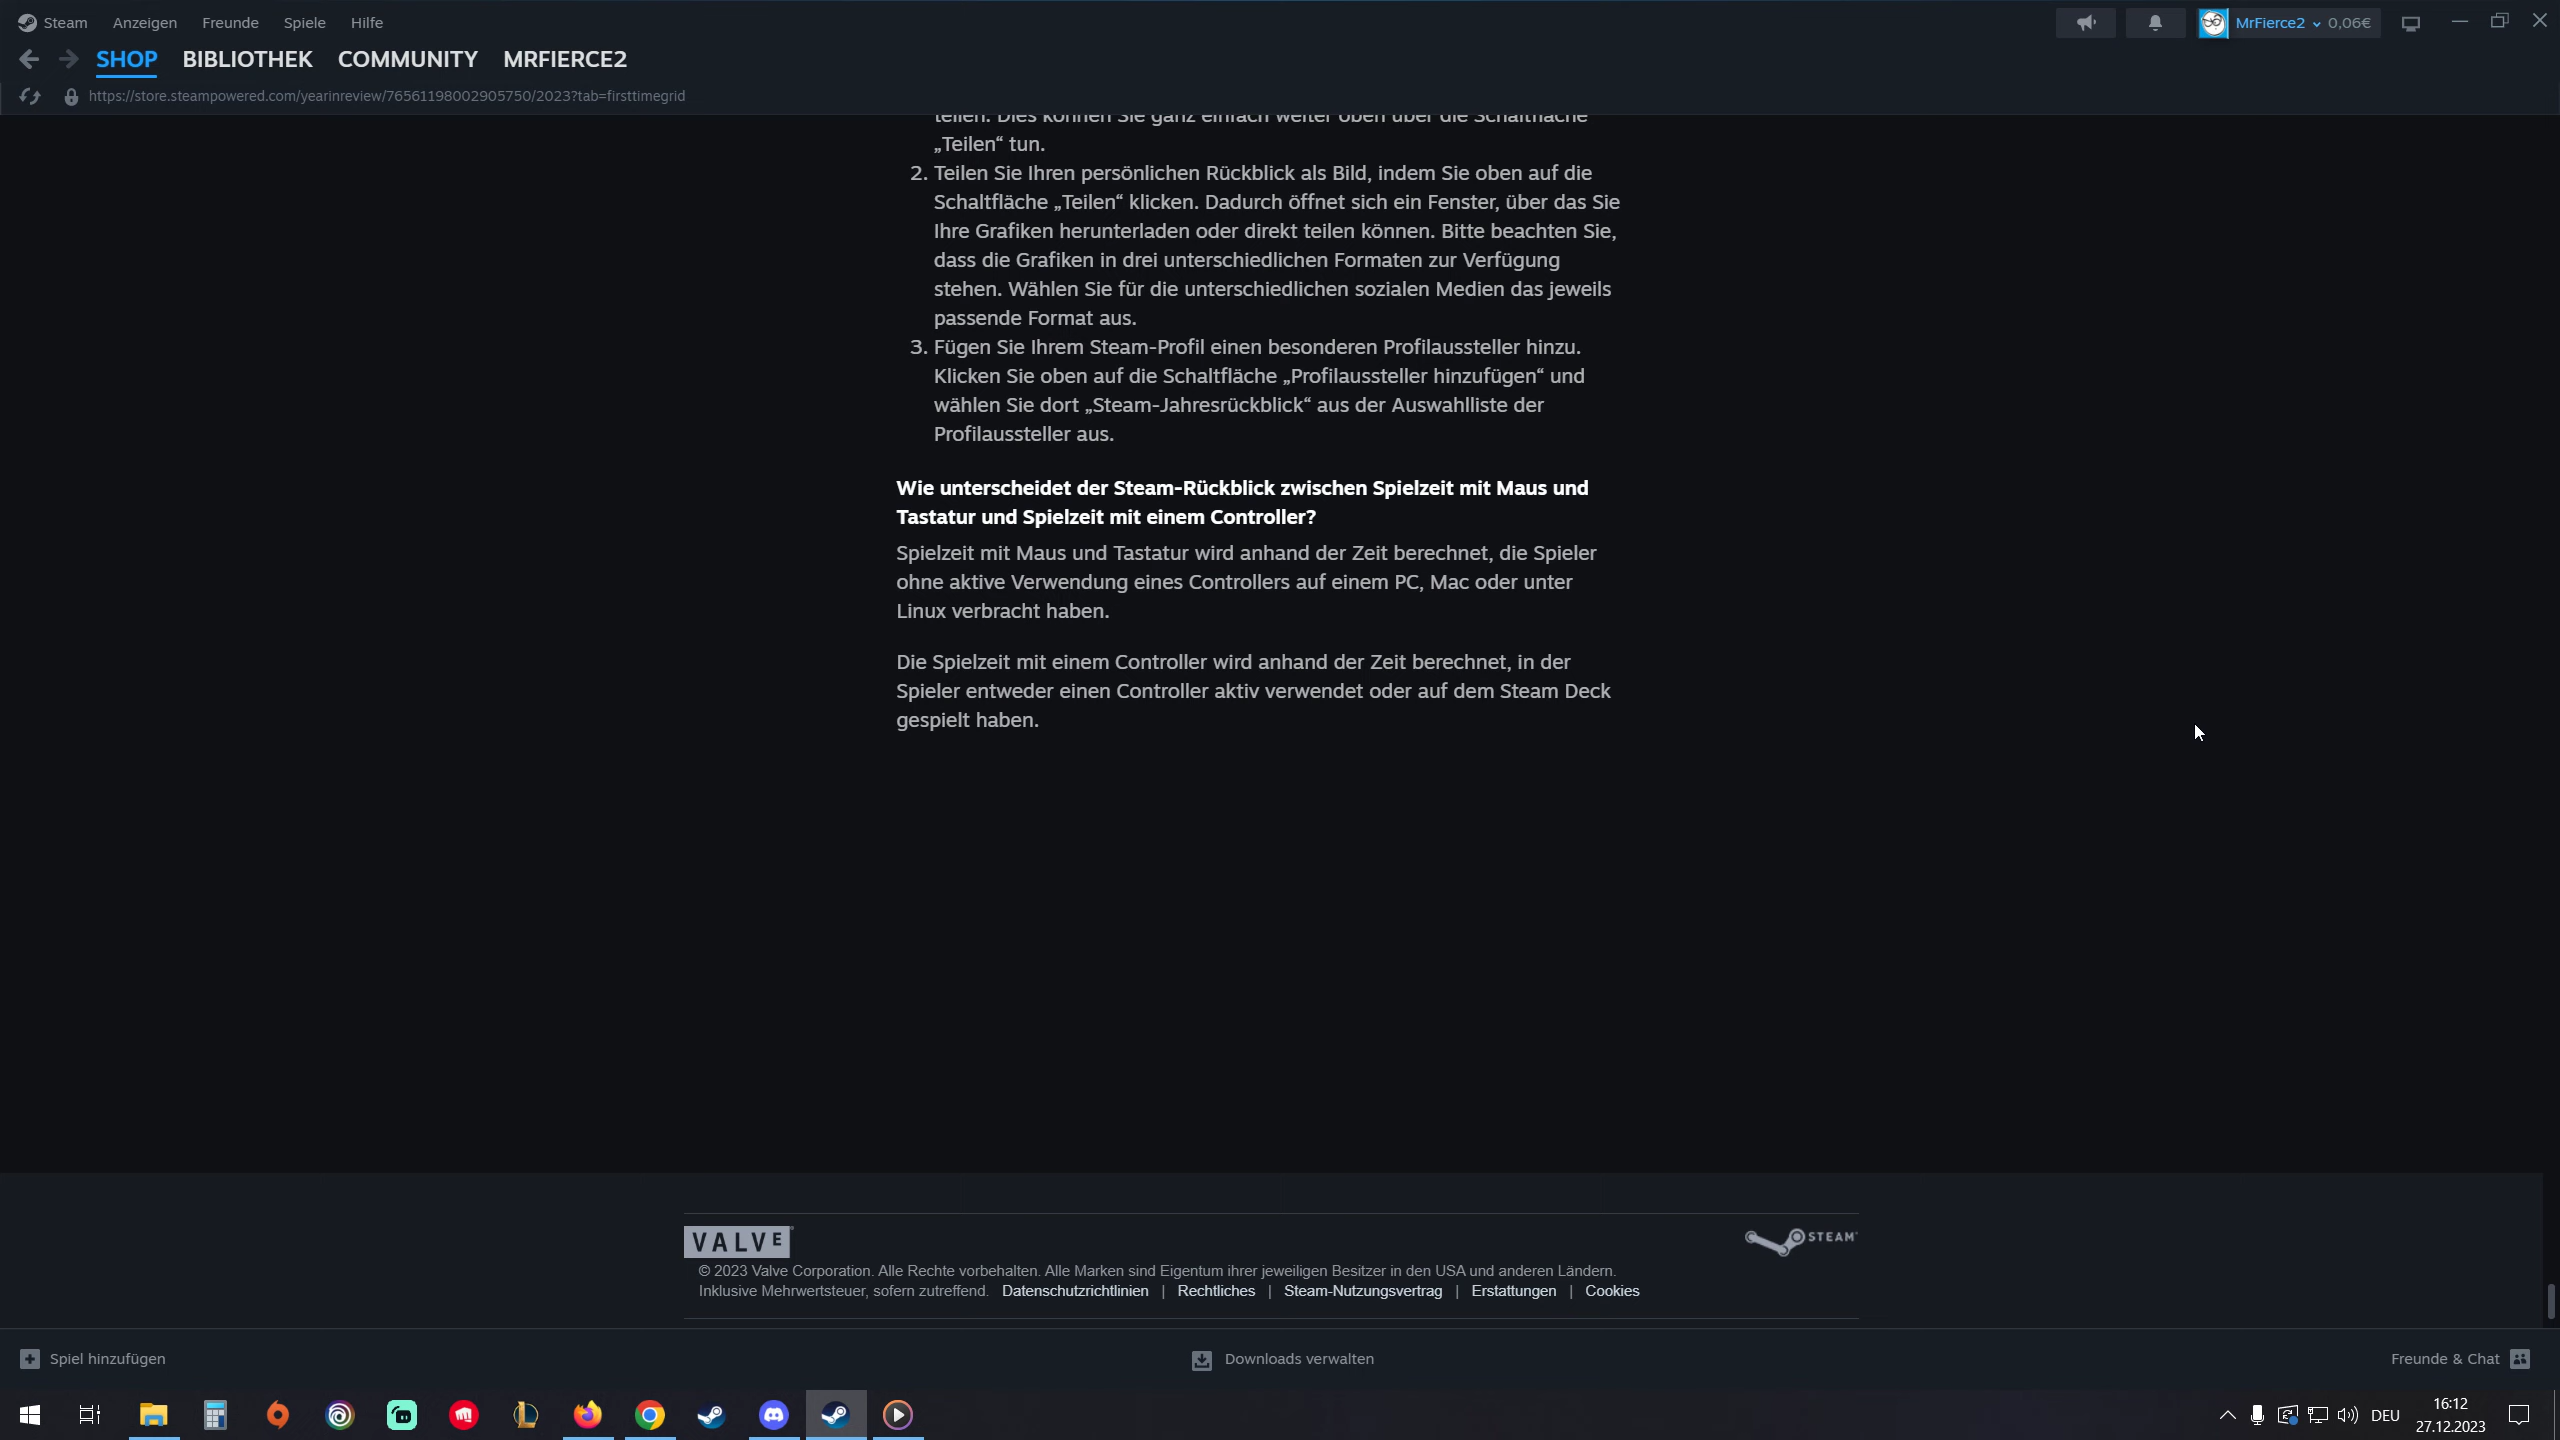 Steam Anzeigen Freunde Spiele Hilfe
MrFierce2 0,06€
SHOP BIBLIOTHEK COMMUNITY MRFIERCE2
https://store.steampowered.com/yearinreview/76561198002905750/2023?tab=firsttimegrid
teilen. Dies können Sie ganz einfach weiter oben über die Schaltfläche
„Teilen“ tun.
2. Teilen Sie Ihren persönlichen Rückblick als Bild, indem Sie oben auf die
Schaltfläche „Teilen“ klicken. Dadurch öffnet sich ein Fenster, über das Sie
Ihre Grafiken herunterladen oder direkt teilen können. Bitte beachten Sie,
dass die Grafiken in drei unterschiedlichen Formaten zur Verfügung
stehen. Wählen Sie für die unterschiedlichen sozialen Medien das jeweils
passende Format aus.
3. Fügen Sie Ihrem Steam-Profil einen besonderen Profilaussteller hinzu.
Klicken Sie oben auf die Schaltfläche „Profilaussteller hinzufügen“ und
wählen Sie dort „Steam-Jahresrückblick“ aus der Auswahlliste der
Profilaussteller aus.
Wie unterscheidet der Steam-Rückblick zwischen Spielzeit mit Maus und
Tastatur und Spielzeit mit einem Controller?
Spielzeit mit Maus und Tastatur wird anhand der Zeit berechnet, die Spieler
ohne aktive Verwendung eines Controllers auf einem PC, Mac oder unter
Linux verbracht haben.
Die Spielzeit mit einem Controller wird anhand der Zeit berechnet, in der
Spieler entweder einen Controller aktiv verwendet oder auf dem Steam Deck
gespielt haben.
VALVE
STEAM
© 2023 Valve Corporation. Alle Rechte vorbehalten. Alle Marken sind Eigentum ihrer jeweiligen Besitzer in den USA und anderen Ländern.
Inklusive Mehrwertsteuer, sofern zutreffend. Datenschutzrichtlinien | Rechtliches | Steam-Nutzungsvertrag | Erstattungen | Cookies
Spiel hinzufügen
Downloads verwalten
Freunde & Chat
DEU
16:12
27.12.2023